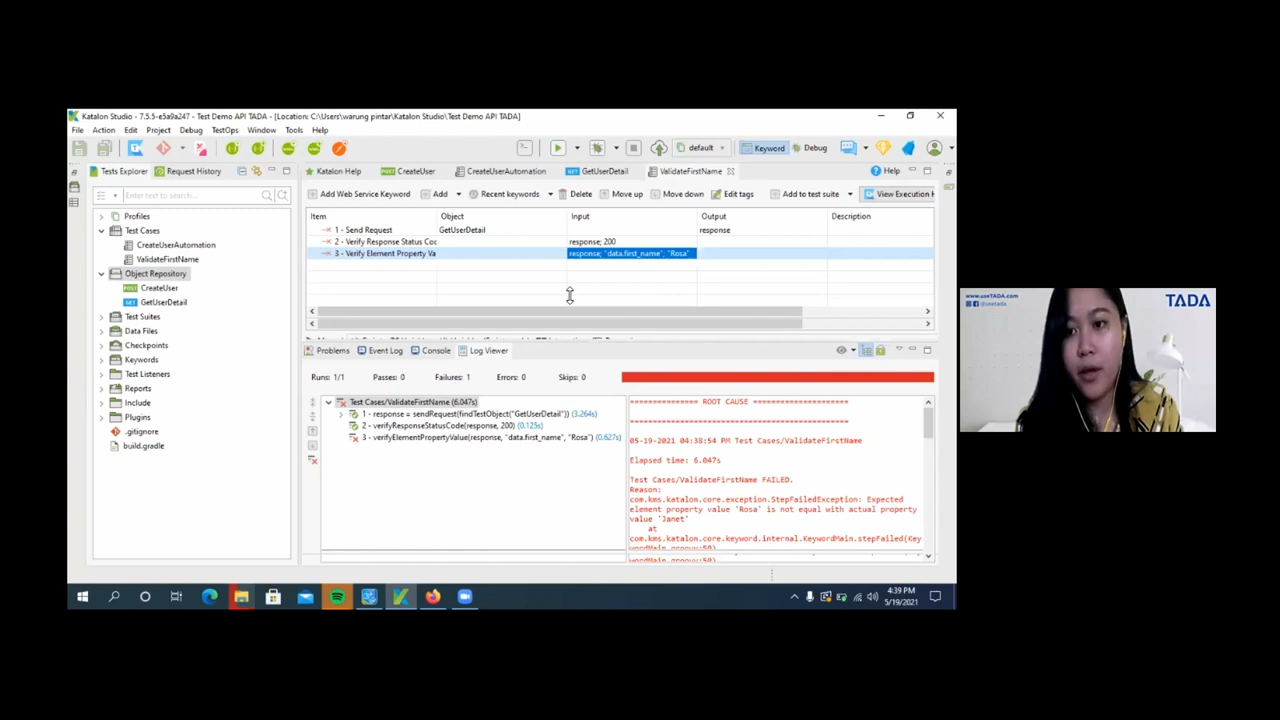 Katalon Studio - 7.5.5-e5a9a247 - Test Demo API TADA - [Location: C:\Users\warung pintar\Katalon Studio\Test Demo API TADA]
File Action Edit Project Debug TestOps Window Tools Help
default Keyword Debug
Tests Explorer Request History
Katalon Help CreateUser CreateUserAutomation GetUserDetail ValidateFirstName Help
Enter text to search...
Add Web Service Keyword Add Recent keywords Delete Move up Move down Edit tags Add to test suite View Execution H
Item Object Input Output Description
1 - Send Request GetUserDetail response
2 - Verify Response Status Coc response; 200
3 - Verify Element Property Va response; "data.first_name"; "Rosa"
Profiles
Test Cases
CreateUserAutomation
ValidateFirstName
Object Repository
CreateUser
GetUserDetail
Test Suites
Data Files
Checkpoints
Keywords
Test Listeners
Reports
Include
Plugins
.gitignore
build.gradle
Problems Event Log Console Log Viewer
Runs: 1/1 Passes: 0 Failures: 1 Errors: 0 Skips: 0
Test Cases/ValidateFirstName (6.047s)
1 - response = sendRequest(findTestObject("GetUserDetail")) (3.264s)
2 - verifyResponseStatusCode(response, 200) (0.125s)
3 - verifyElementPropertyValue(response, "data.first_name", "Rosa") (0.627s)
=============== ROOT CAUSE =====================
================================================
05-19-2021 04:38:54 PM Test Cases/ValidateFirstName
Elapsed time: 6.047s
Test Cases/ValidateFirstName FAILED.
Reason:
com.kms.katalon.core.exception.StepFailedException: Expected
element property value 'Rosa' is not equal with actual property
value 'Janet'
at
com.kms.katalon.core.keyword.internal.KeywordMain.stepFailed(Key
wordMain.groovy:50)
4:39 PM
5/19/2021
www.useTADA.com
@usetada
TADA